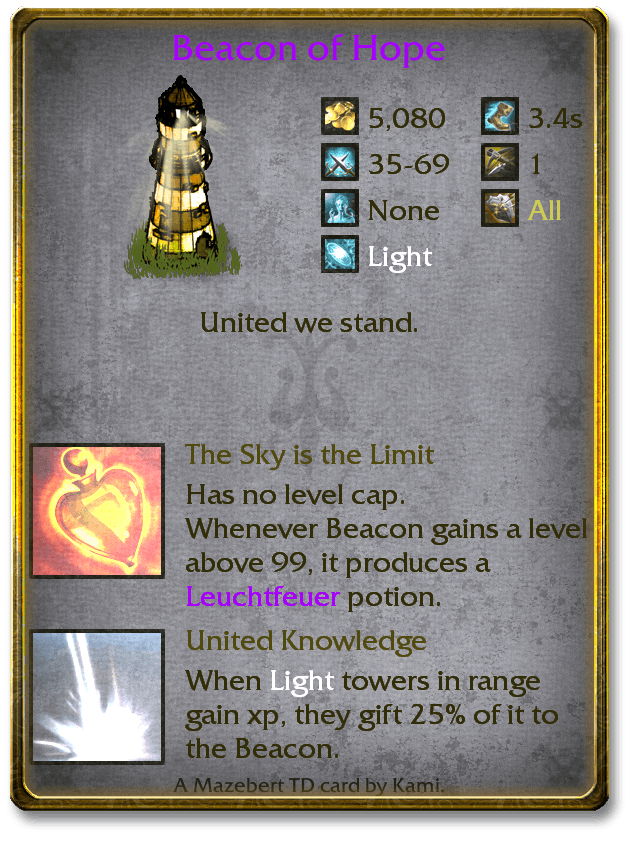 Beacon of Hope
5,080 3.4s
35-69 1
None All
Light
United we stand.
The Sky is the Limit
Has no level cap.
Whenever Beacon gains a level
above 99, it produces a
Leuchtfeuer potion.
United Knowledge
When Light towers in range
gain xp, they gift 25% of it to
the Beacon.
A Mazebert TD card by Kami.